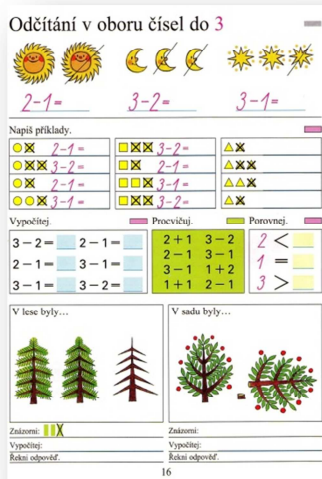 Odčítání v oboru čísel do 3
2-1= 3-2= 3-1=
Napiš příklady.
2-1= 3-2=
3-2= 2-1=
2-1= 3-1=
3-1= 3-2=
Vypočítej. Procvičuj. Porovnej.
3-2= 2-1= 2+1 3-2 2 <
2-1= 3-1= 2-1 3-1 1 =
3-1= 3-2= 3-1 1+2 3 >
1+1 2-1
V lese byly... V sadu byly...
Znázorni: Znázorni:
Vypočítej: Vypočítej:
Řekni odpověď. Řekni odpověď.
16